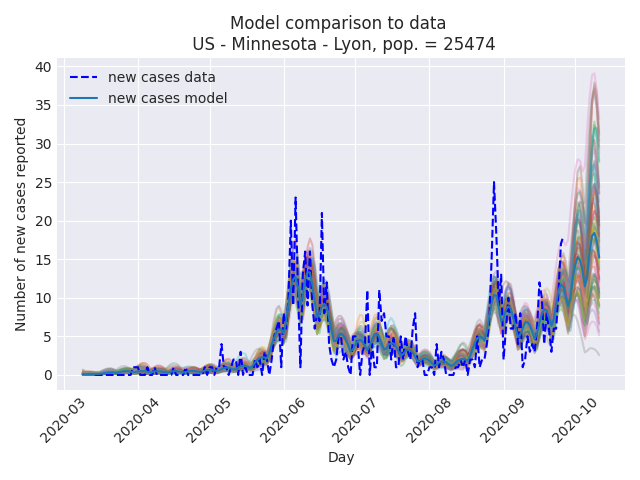 Model comparison to data
US - Minnesota - Lyon, pop. = 25474
new cases data
new cases model
Number of new cases reported
40
35
30
25
20
15
10
5
0
2020-03
2020-04
2020-05
2020-06
2020-07
2020-08
2020-09
2020-10
Day